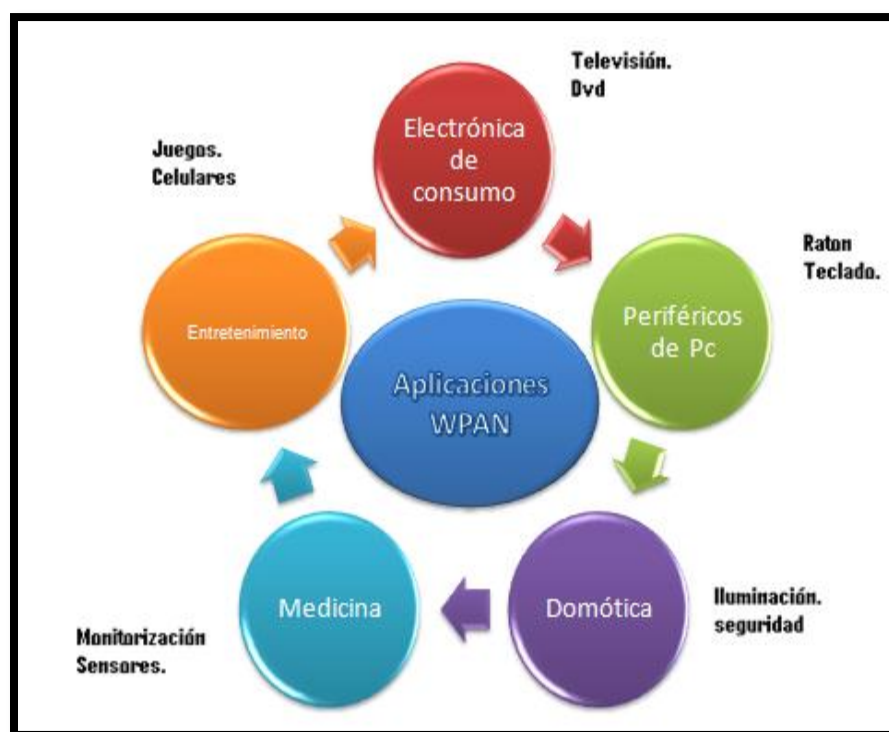 Televisión.
Dvd
Electrónica
de
consumo
Juegos.
Celulares
Raton
Teclado.
Periféricos
de Pc
Entretenimiento
Aplicaciones
WPAN
Medicina
Domótica
Iluminación.
seguridad
Monitorización
Sensores.